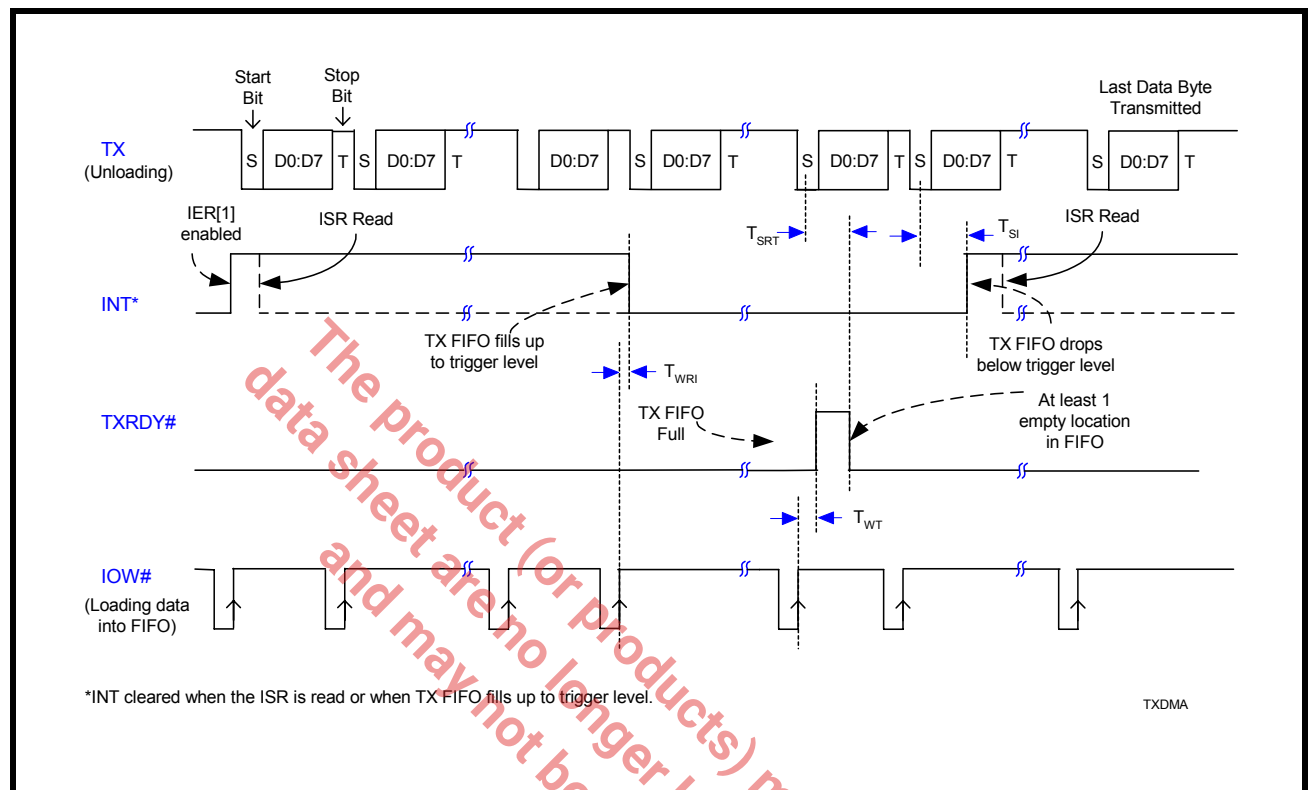 Start
Bit
Stop
Bit
Last Data Byte
Transmitted
TX
(Unloading)
S D0:D7 T S D0:D7 T D0:D7 S D0:D7 T S D0:D7 T S D0:D7 T S D0:D7 T
IER[1]
enabled
ISR Read
TSRT
TSI
ISR Read
INT*
TX FIFO fills up
to trigger level
TX FIFO drops
below trigger level
TWRI
TXRDY#
TX FIFO
Full
At least 1
empty location
in FIFO
TWT
IOW#
(Loading data
into FIFO)
*INT cleared when the ISR is read or when TX FIFO fills up to trigger level.
TXDMA
The product (or products) m
data sheet are no longer
and may not be